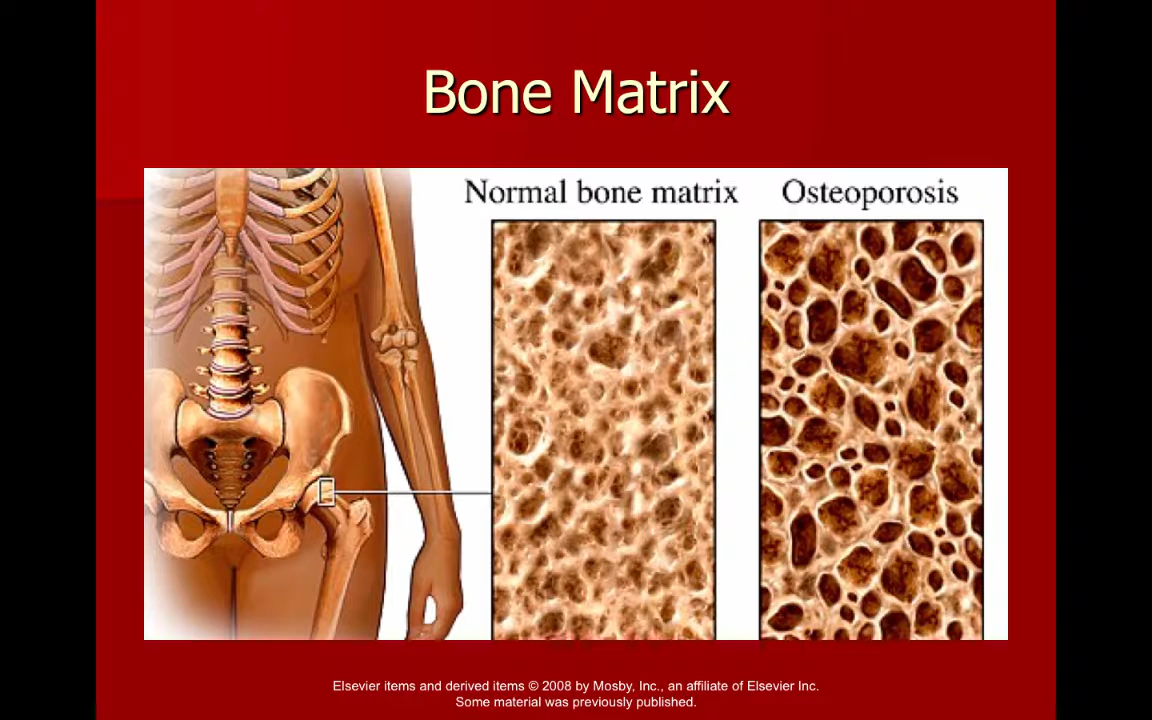 Bone Matrix
Normal bone matrix
Osteoporosis
Elsevier items and derived items © 2008 by Mosby, Inc., an affiliate of Elsevier Inc.
Some material was previously published.